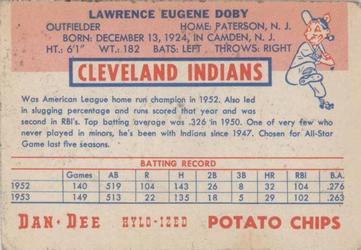 LAWRENCE EUGENE DOBY
OUTFIELDER HOME: PATERSON, N. J.
BORN: DECEMBER 13, 1924, IN CAMDEN, N. J.
HT.: 6'1" WT.: 182 BATS: LEFT THROWS: RIGHT
CLEVELAND INDIANS
Was American League home run champion in 1952. Also led
in slugging percentage and runs scored that year and was
second in RBI's. Top batting average was .326 in 1950. One of very few who
never played in minors, he's been with Indians since 1947. Chosen for All-Star
Game last five seasons.
BATTING RECORD
Games AB R H 2B 3B HR RBI B.A.
1952 140 519 104 143 26 8 32 104 .276
1953 149 513 22 135 18 5 29 102 .263
DAN-DEE HYLO-IZED POTATO CHIPS